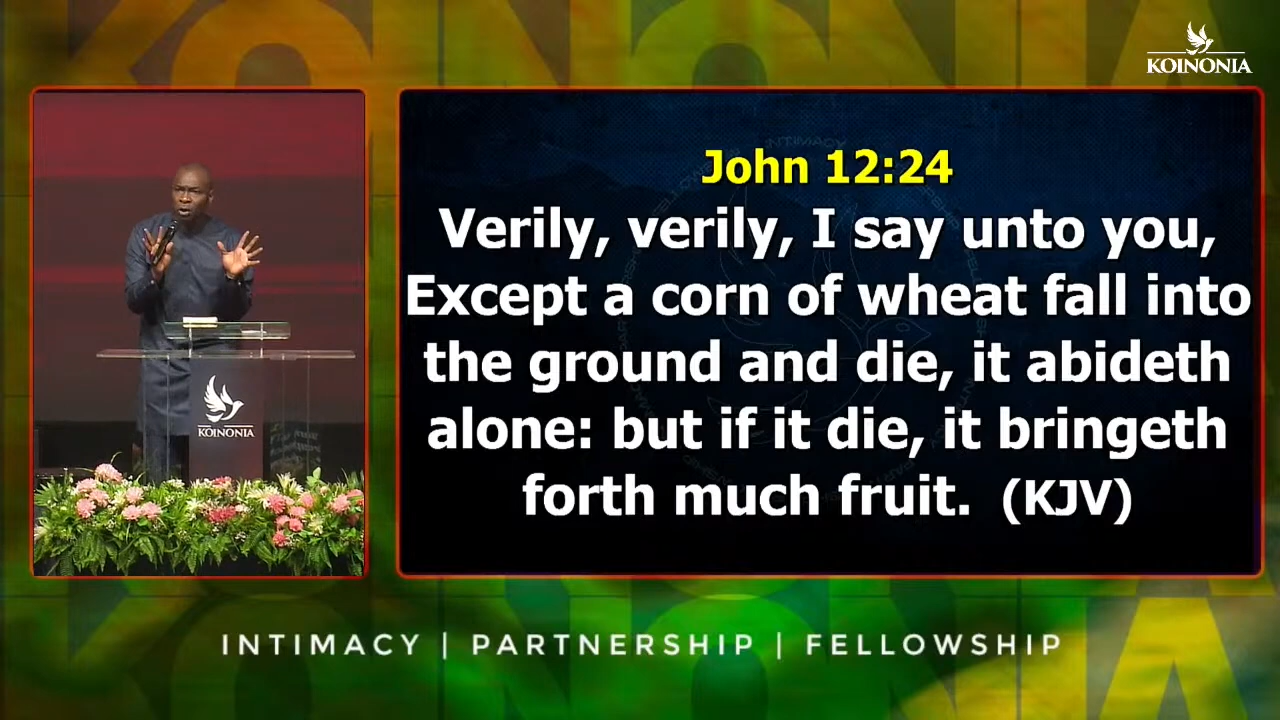 KOINONIA
John 12:24
Verily, verily, I say unto you,
Except a corn of wheat fall into
the ground and die, it abideth
alone: but if it die, it bringeth
forth much fruit. (KJV)
KOINONIA
INTIMACY | PARTNERSHIP | FELLOWSHIP